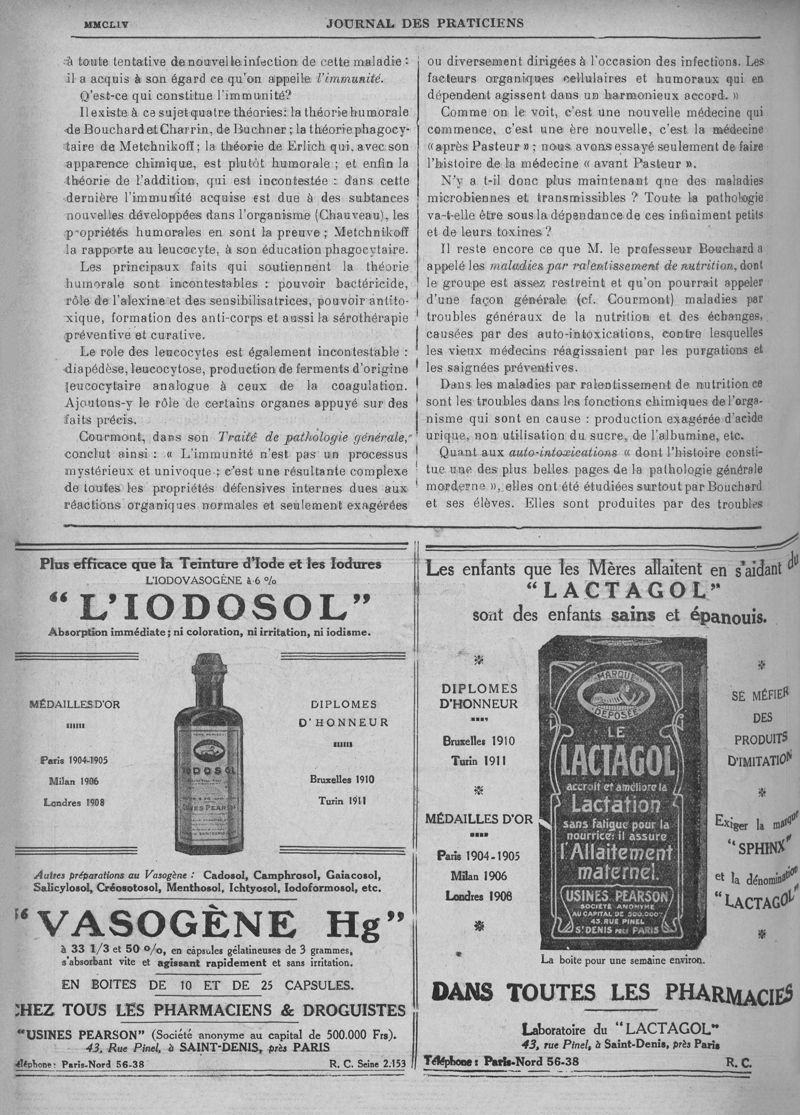 MMCLIV
JOURNAL DES PRATICIENS
à toute tentative de nouvelle infection de cette maladie :
il a acquis à son égard ce qu'on appelle l'immunité.
Q'est-ce qui constitue l'immunité?
Il existe à ce sujet quatre théories: la théorie humorale
de Bouchard et Charrin, de Buchner ; la théorie phagocy-
taire de Metchnikoff ; la théorie de Erlich qui, avec son
apparence chimique, est plutôt humorale ; et enfin la
théorie de l'addition, qui est incontestée : dans cette
dernière l'immunité acquise est due à des subtances
nouvelles développées dans l'organisme (Chauveau), les
propriétés humorales en sont la preuve ; Metchnikoff
la rapporte au leucocyte, à son éducation phagocytaire.
Les principaux faits qui soutiennent la théorie
humorale sont incontestables : pouvoir bactéricide,
rôle de l'alexine et des sensibilisatrices, pouvoir antito-
xique, formation des anti-corps et aussi la sérothérapie
préventive et curative.
Le role des leucocytes est également incontestable :
diapédèse, leucocytose, production de ferments d'origine
leucocytaire analogue à ceux de la coagulation.
Ajoutons-y le rôle de certains organes appuyé sur des
faits précis.
Courmont, dans son Traité de pathologie générale,
conclut ainsi : « L'immunité n'est pas un processus
mystérieux et univoque ; c'est une résultante complexe
de toutes les propriétés défensives internes dues aux
réactions organiques normales et seulement exagérées
ou diversement dirigées à l'occasion des infections. Les
facteurs organiques cellulaires et humoraux qui en
dépendent agissent dans un harmonieux accord. »
Comme on le voit, c'est une nouvelle médecine qui
commence, c'est une ère nouvelle, c'est la médecine
« après Pasteur » ; nous avons essayé seulement de faire
l'histoire de la médecine « avant Pasteur ».
N'y a t-il donc plus maintenant que des maladies
microbiennes et transmissibles ? Toute la pathologie
va-t-elle être sous la dépendance de ces infiniment petits
et de leurs toxines ?
Il reste encore ce que M. le professeur Bouchard a
appelé les maladies par ralentissement de nutrition, dont
le groupe est assez restreint et qu'on pourrait appeler
d'une façon générale (cf. Courmont) maladies par
troubles généraux de la nutrition et des échanges,
causées par des auto-intoxications, contre lesquelles
les vieux médecins réagissaient par les purgations et
les saignées préventives.
Dans les maladies par ralentissement de nutrition ce
sont les troubles dans les fonctions chimiques de l'orga-
nisme qui sont en cause : production exagérée d'acide
urique, non utilisation du sucre, de l'albumine, etc.
Quant aux auto-intoxications « dont l'histoire consti-
tue une des plus belles pages de la pathologie générale
morderne », elles ont été étudiées surtout par Bouchard
et ses élèves. Elles sont produites par des troubles
Plus efficace que la Teinture d'Iode et les Iodures
L'IODOVASOGÈNE à 6 %
“ L'IODOSOL”
Absorption immédiate ; ni coloration, ni irritation, ni iodisme.
MÉDAILLES D'OR
Paris 1904-1905
Milan 1906
Londres 1908
IODOSOL
USINES PEARSON
DIPLOMES
D'HONNEUR
Bruxelles 1910
Turin 1911
Autres préparations au Vasogène : Cadosol, Camphrosol, Gaiacosol,
Salicylosol, Créosotosol, Menthosol, Ichtyosol, Iodoformosol, etc.
“VASOGÈNE Hg”
à 33 1/3 et 50 %, en capsules gélatineuses de 3 grammes,
s'absorbant vite et agissant rapidement et sans irritation.
EN BOITES DE 10 ET DE 25 CAPSULES.
CHEZ TOUS LES PHARMACIENS & DROGUISTES
“USINES PEARSON” (Société anonyme au capital de 500.000 Frs).
43, Rue Pinel, à SAINT-DENIS, près PARIS
éléphone : Paris-Nord 56-38
R. C. Seine 2.153
Les enfants que les Mères allaitent en s'aidant du
“LACTAGOL”
sont des enfants sains et épanouis.
DIPLOMES
D'HONNEUR
Bruxelles 1910
Turin 1911
MÉDAILLES D'OR
Paris 1904-1905
Milan 1906
Londres 1908
MARQUE
DÉPOSÉE
LE
LACTAGOL
accroît et améliore la
Lactation
sans fatigue pour la
nourrice: il assure
l'Allaitement
maternel.
USINES PEARSON
SOCIÉTÉ ANONYME
AU CAPITAL DE 500.000F
43, RUE PINEL
ST DENIS PRÈS PARIS
SE MÉFIER
DES
PRODUITS
D'IMITATION
Exiger la marque
“SPHINX”
et la dénomination
“LACTAGOL”
La boite pour une semaine environ.
DANS TOUTES LES PHARMACIES
Laboratoire du “LACTAGOL”
43, rue Pinel, à Saint-Denis, près Paris
Téléphone : Paris-Nord 56-38
R. C.